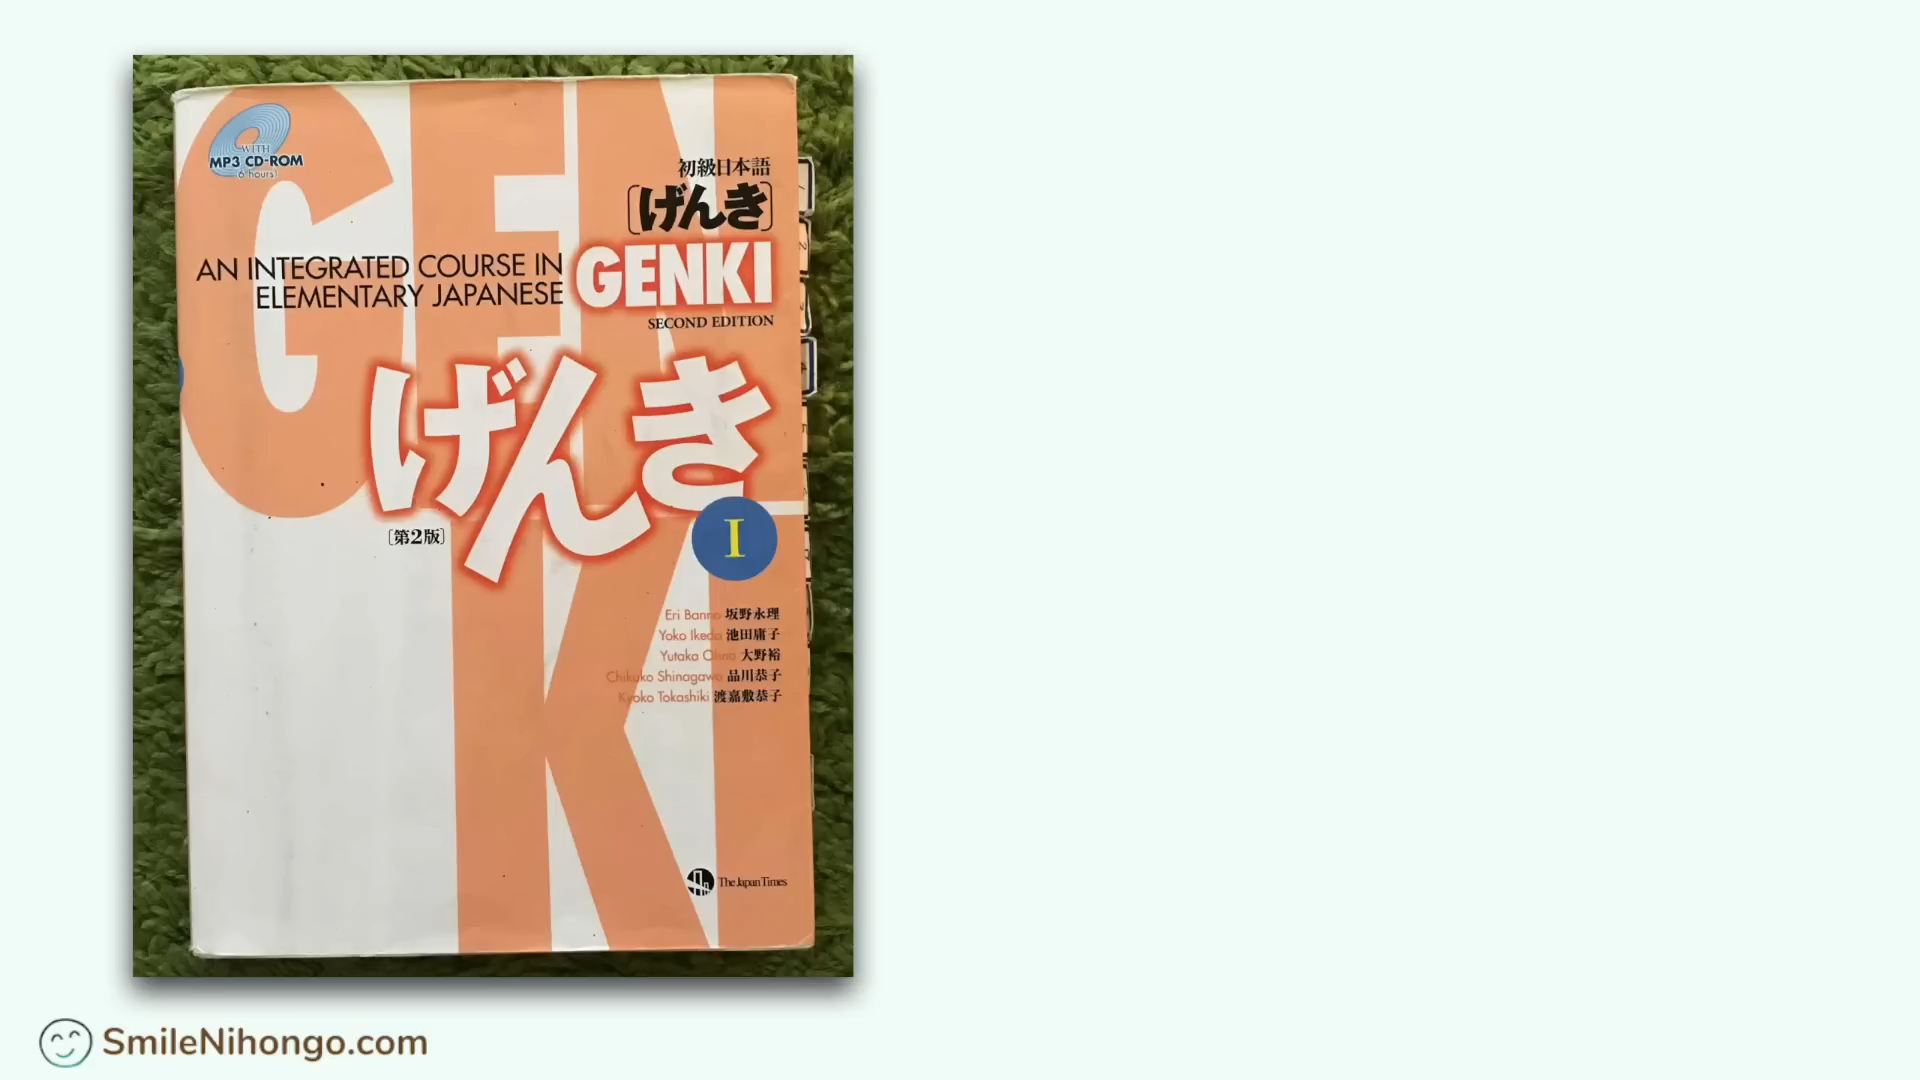 WITH
MP3 CD-ROM
(6 hours)
初級日本語
[げんき]
AN INTEGRATED COURSE IN
ELEMENTARY JAPANESE
GENKI
SECOND EDITION
GENKI
げんき
I
[第2版]
Eri Banno 坂野永理
Yoko Ikeda 池田庸子
Yutaka Ohno 大野裕
Chikako Shinagawa 品川恭子
Kyoko Tokashiki 渡嘉敷恭子
The Japan Times
SmileNihongo.com